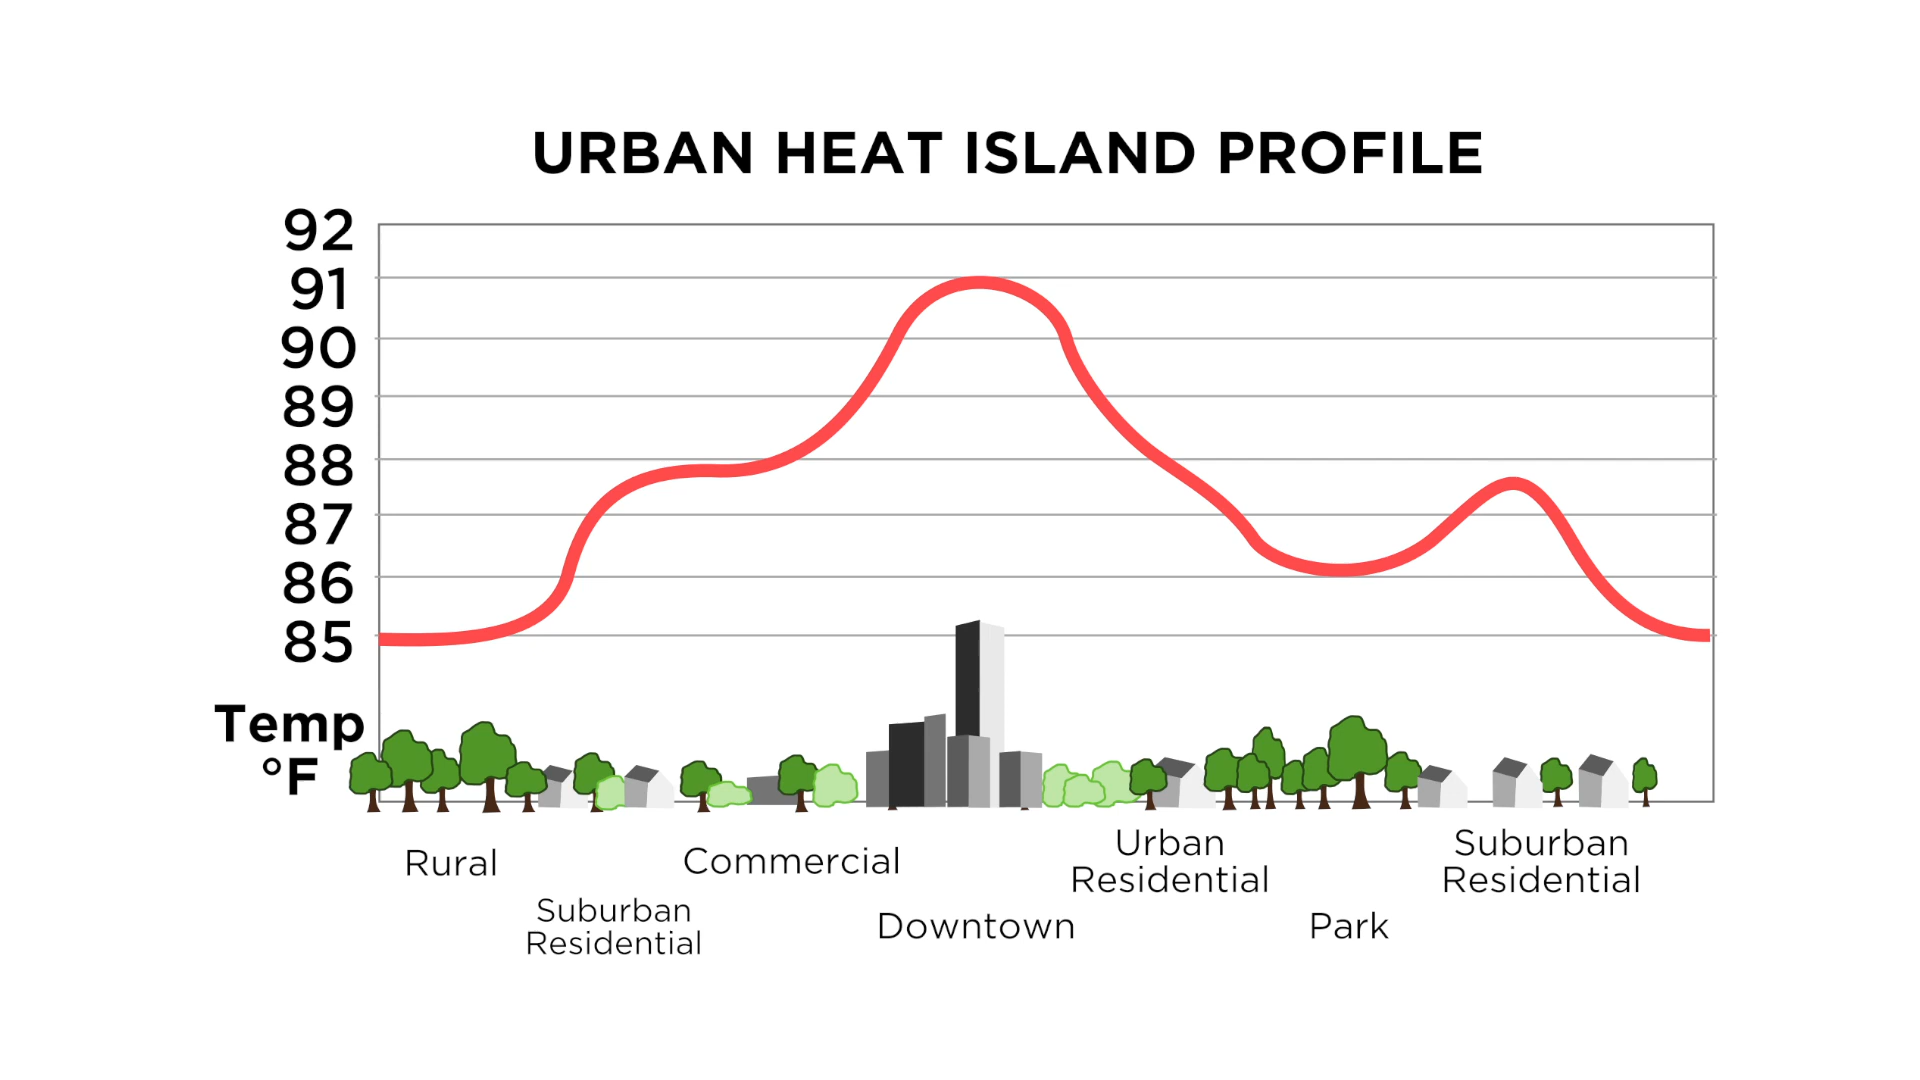 URBAN HEAT ISLAND PROFILE
92
91
90
89
88
87
86
85
Temp
°F
Rural
Suburban
Residential
Commercial
Downtown
Urban
Residential
Park
Suburban
Residential